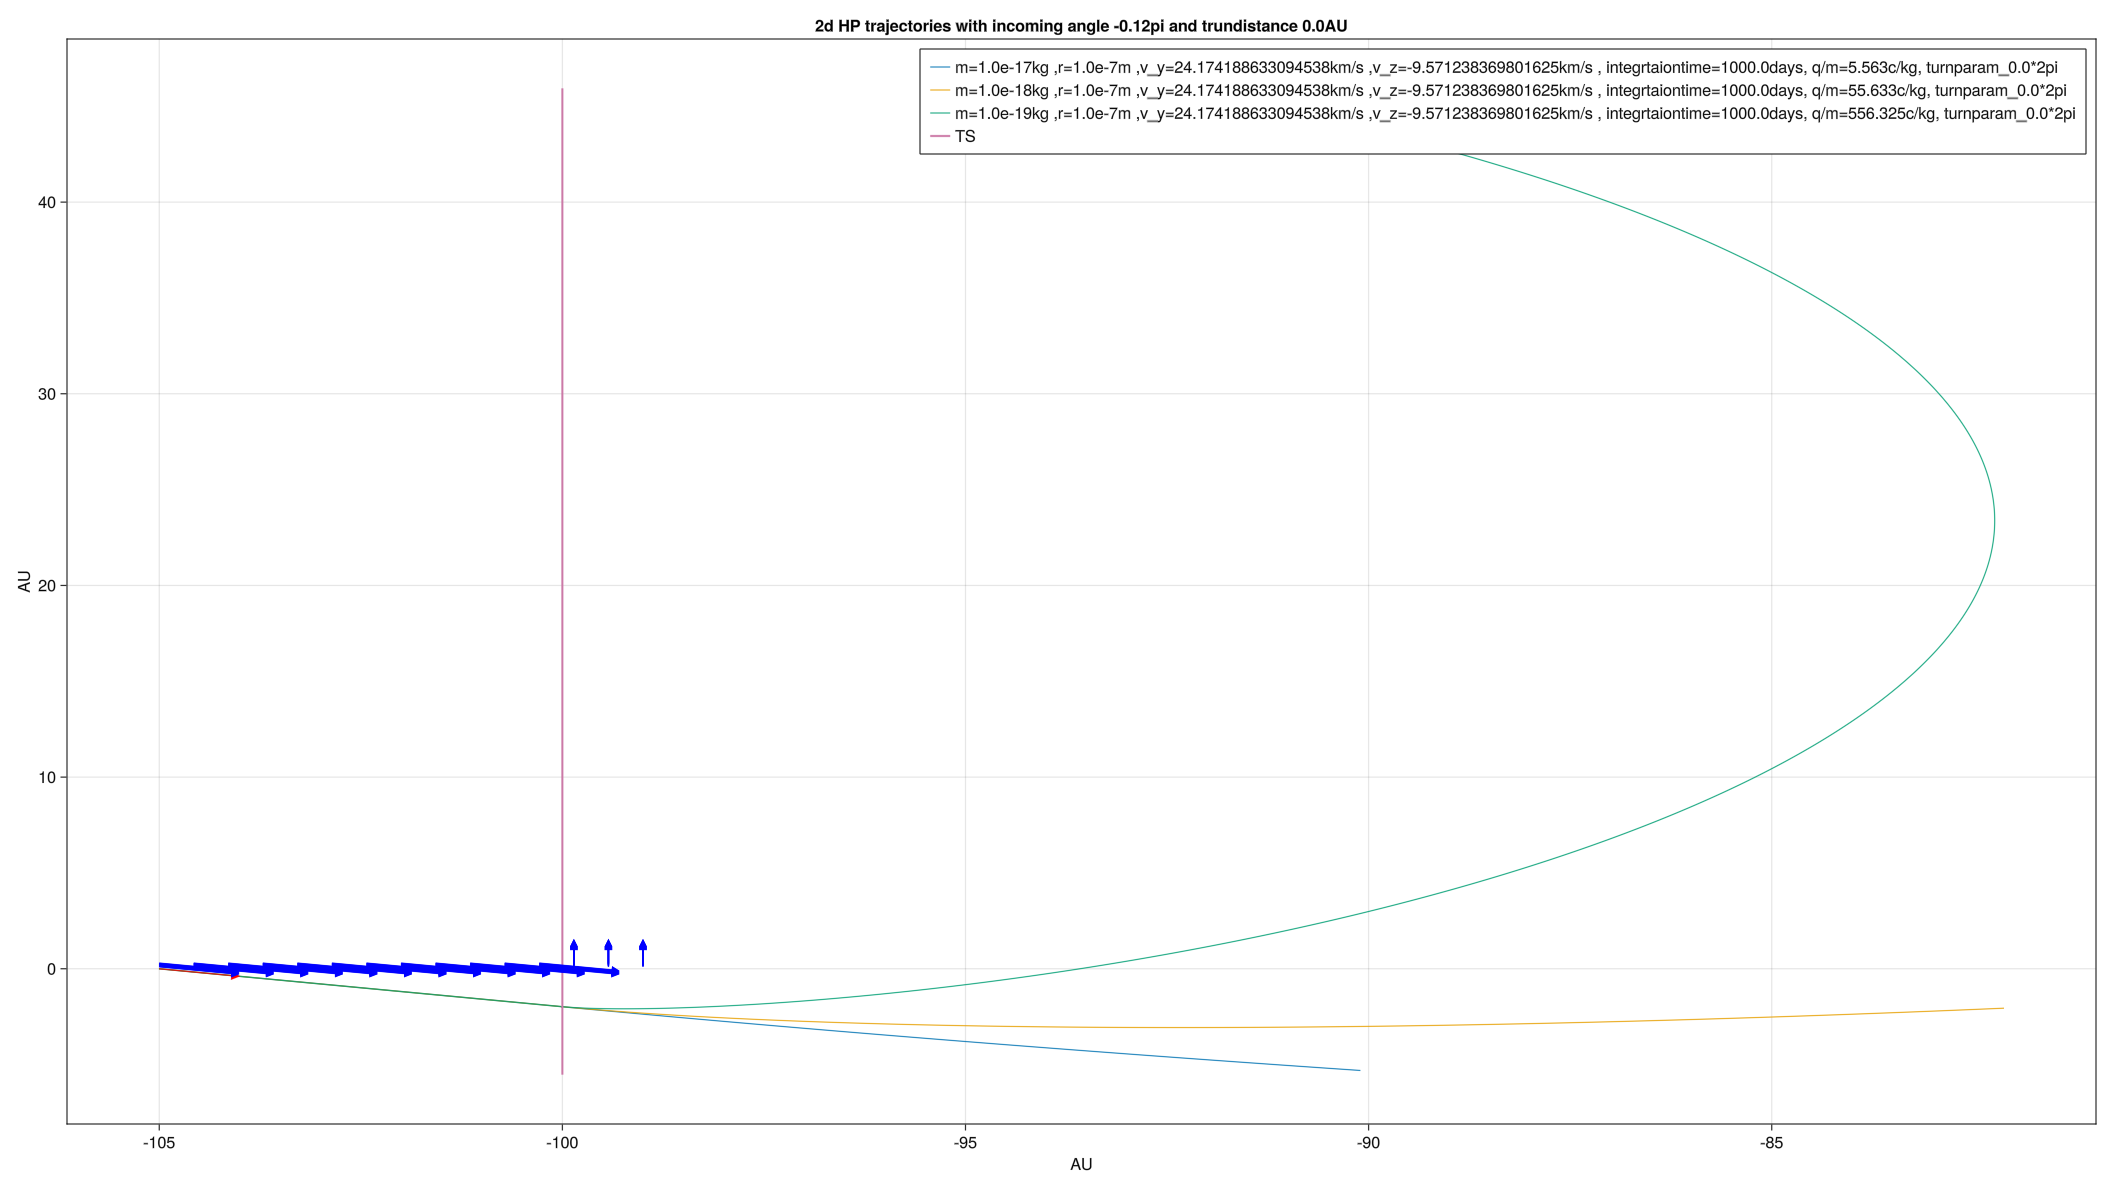 2d HP trajectories with incoming angle -0.12pi and trundistance 0.0AU
m=1.0e-17kg ,r=1.0e-7m ,v_y=24.174188633094538km/s ,v_z=-9.571238369801625km/s , integrtaiontime=1000.0days, q/m=5.563c/kg, turnparam_0.0*2pi
m=1.0e-18kg ,r=1.0e-7m ,v_y=24.174188633094538km/s ,v_z=-9.571238369801625km/s , integrtaiontime=1000.0days, q/m=55.633c/kg, turnparam_0.0*2pi
m=1.0e-19kg ,r=1.0e-7m ,v_y=24.174188633094538km/s ,v_z=-9.571238369801625km/s , integrtaiontime=1000.0days, q/m=556.325c/kg, turnparam_0.0*2pi
TS
40
30
20
10
0
AU
-105 -100 -95 -90 -85
AU